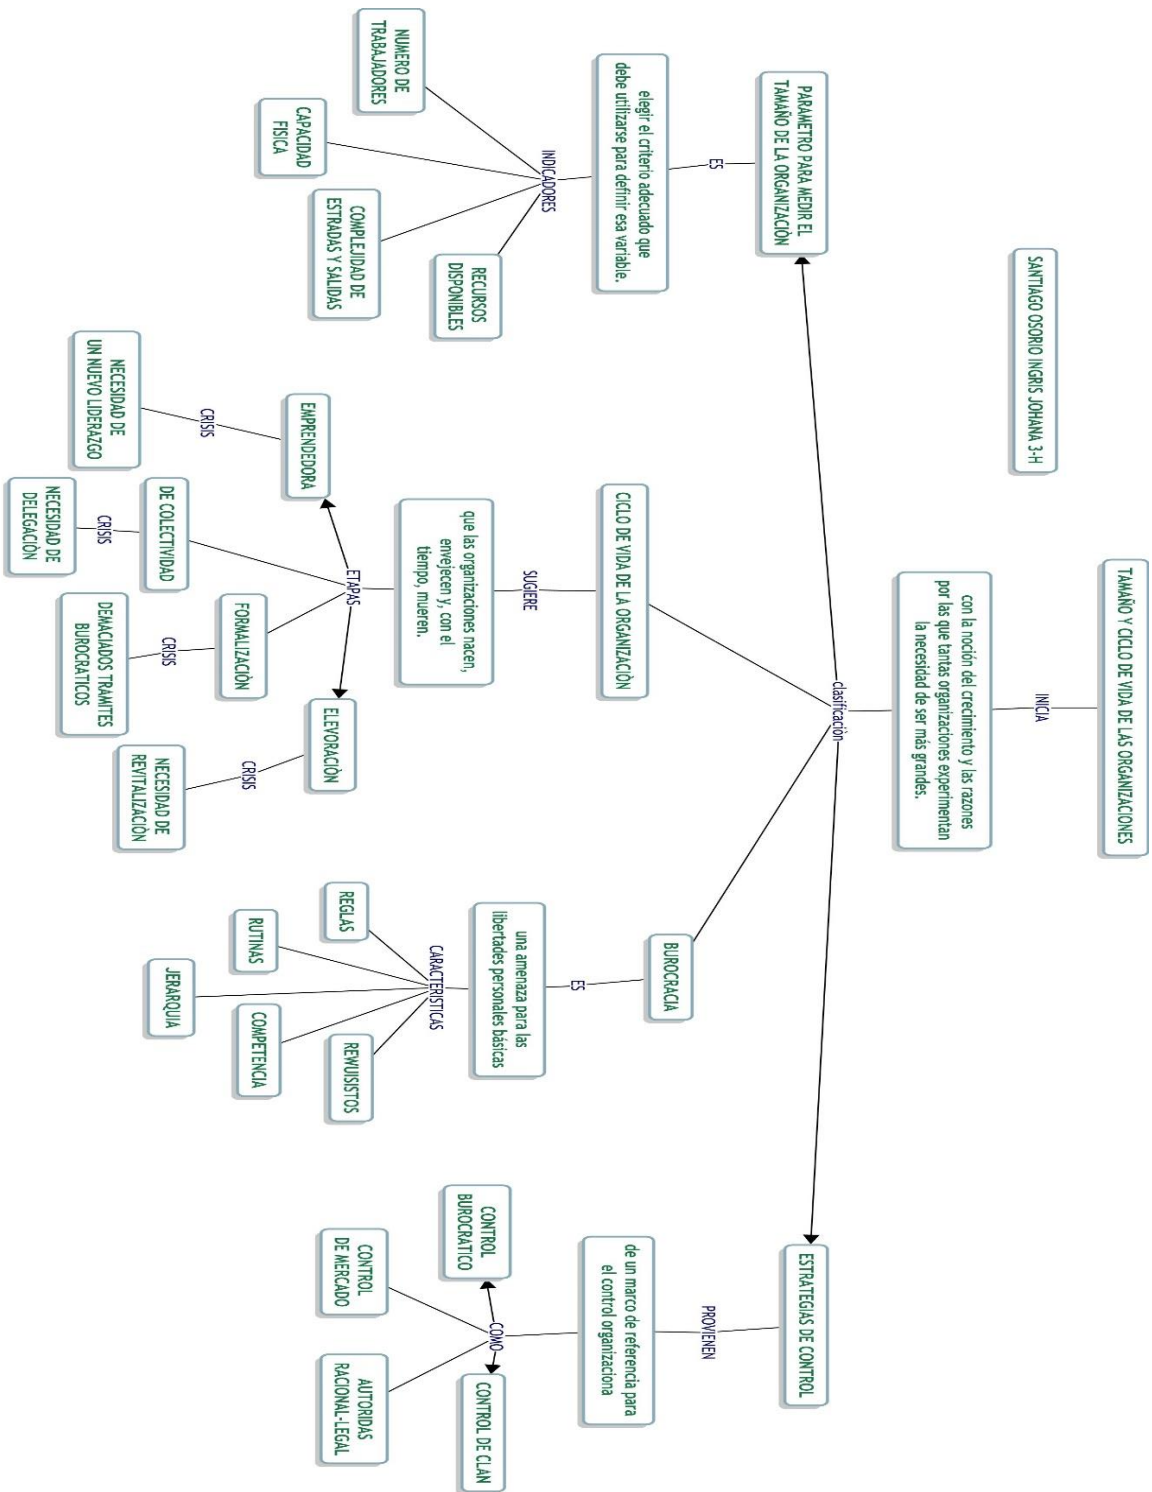 SANTIAGO OSORIO INGRIS JOHANA 3-H
TAMAÑO Y CICLO DE VIDA DE LAS ORGANIZACIONES
INICIA
con la noción del crecimiento y las razones
por las que tantas organizaciones experimentan
la necesidad de ser más grandes.
clasificaciòn
PARAMETRO PARA MEDIR EL
TAMAÑO DE LA ORGANIZACIÒN
ES
elegir el criterio adecuado que
debe utilizarse para definir esa variable.
INDICADORES
NUMERO DE
TRABAJADORES
CAPACIDAD
FISICA
COMPLEJIDAD DE
ESTRADAS Y SALIDAS
RECURSOS
DISPONIBLES
CICLO DE VIDA DE LA ORGANIZACIÒN
SUGIERE
que las organizaciones nacen,
envejecen y, con el
tiempo, mueren.
ETAPAS
EMPRENDEDORA
CRISIS
NECESIDAD DE
UN NUEVO LIDERAZGO
DE COLECTIVIDAD
CRISIS
NECESIDAD DE
DELEGACIÒN
FORMALIZACIÒN
CRISIS
DEMACIADOS TRAMITES
BUROCRATICOS
ELEVORACIÒN
CRISIS
NECESIDAD DE
REVITALIZACIÒN
BUROCRACIA
ES
una amenaza para las
libertades personales básicas
CARACTERISTICAS
REGLAS
RUTINAS
JERARQUIA
COMPETENCIA
REWUISISTOS
ESTRATEGIAS DE CONTROL
PROVIENEN
de un marco de referencia para
el control organizaciona
COMO
CONTROL
BUROCRATICO
CONTROL
DE MERCADO
AUTORIDAS
RACIONAL-LEGAL
CONTROL DE CLAN